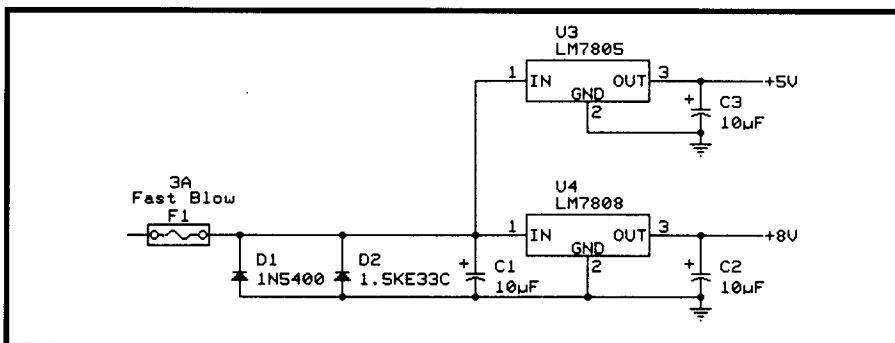 U3
LM7805
1
IN
OUT
3
GND
2
+5V
+
C3
10µF
3A
Fast Blow
F1
U4
LM7808
1
IN
OUT
3
GND
2
+8V
D1
1N5400
D2
1.5KE33C
+
C1
10µF
+
C2
10µF